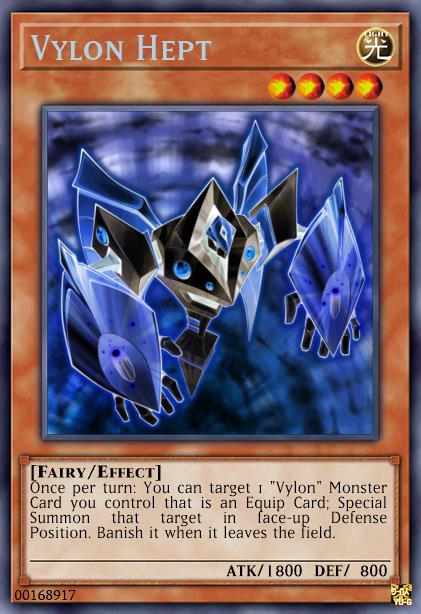 Vylon Hept
LIGHT
光
[Fairy/Effect]
Once per turn: You can target 1 "Vylon" Monster
Card you control that is an Equip Card; Special
Summon that target in face-up Defense
Position. Banish it when it leaves the field.
ATK/1800 DEF/ 800
00168917